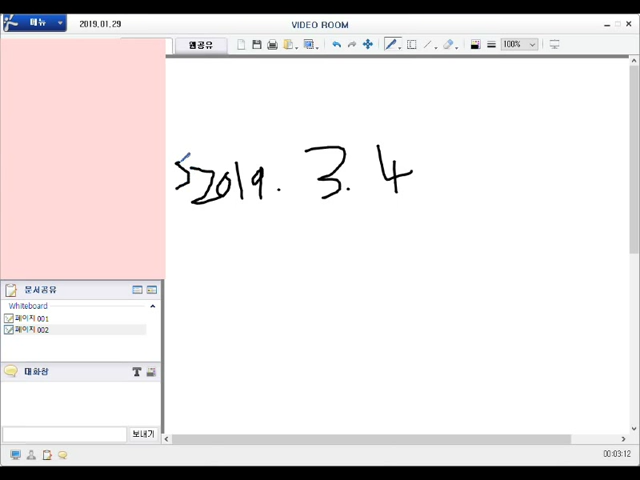 메뉴 2019.01.29 VIDEO ROOM
웹공유 100%
2019. 3. 4
문서공유
Whiteboard
페이지 001
페이지 002
대화창 T
보내기
00:03:12